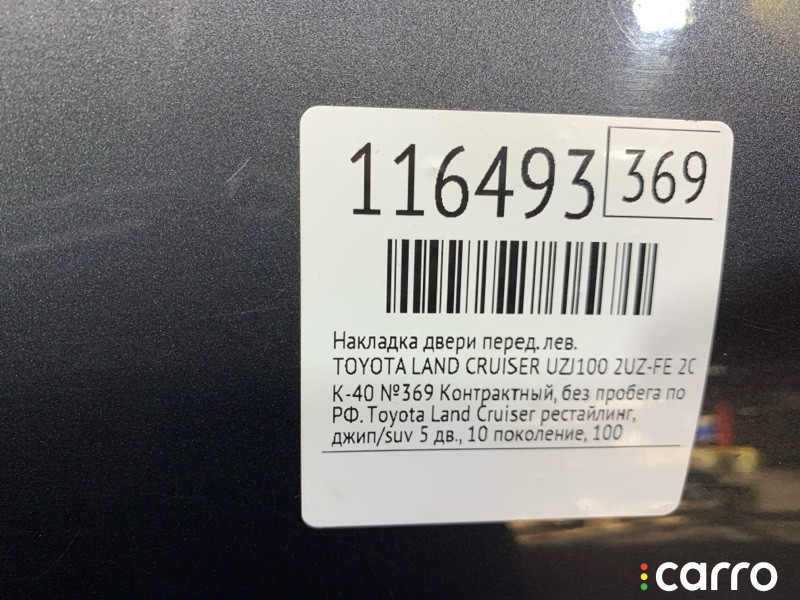 116493 369
Накладка двери перед. лев.
TOYOTA LAND CRUISER UZJ100 2UZ-FE
К-40 №369 Контрактный, без пробега по
РФ. Toyota Land Cruiser рестайлинг,
джип/suv 5 дв., 10 поколение, 100
carro